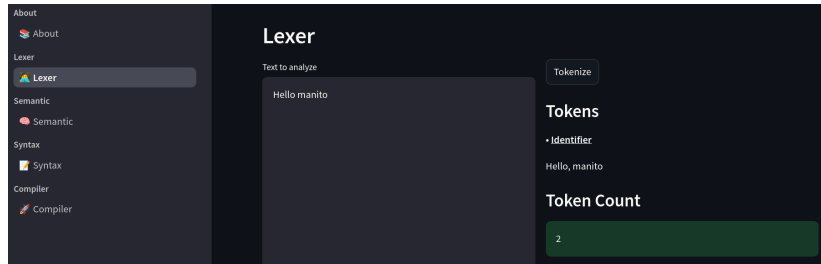 About
📚 About
Lexer
🧑‍💻 Lexer
Semantic
🧠 Semantic
Syntax
📝 Syntax
Compiler
🚀 Compiler
Lexer
Text to analyze
Hello manito
Tokenize
Tokens
• Identifier
Hello, manito
Token Count
2